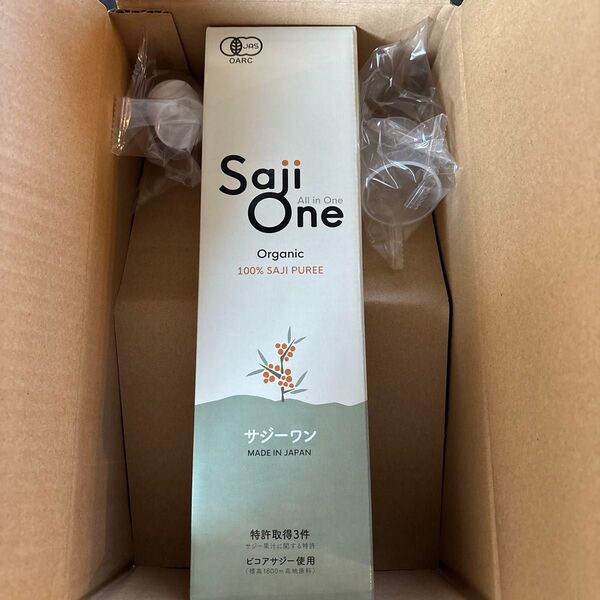 JAS
OARC
Saji
All in One
One
Organic
100% SAJI PUREE
サジーワン
MADE IN JAPAN
特許取得3件
サジー果汁に関する特許
ビコアサジー使用
(標高1800m高地原料)